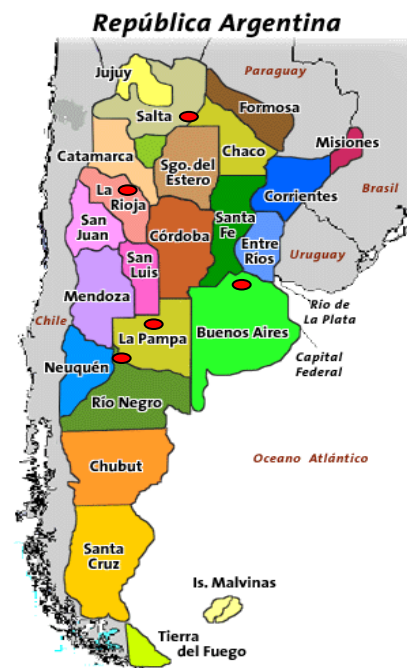 República Argentina
Jujuy
Paraguay
Formosa
Salta
Misiones
Catamarca
Chaco
Sgo. del
Estero
La
Rioja
Corrientes
Brasil
San
Juan
Santa
Fe
Córdoba
Entre
Rios
Uruguay
San
Luis
Mendoza
Río de
La Plata
Chile
La Pampa
Buenos Aires
Capital
Federal
Neuquén
Río Negro
Chubut
Oceano Atlántico
Santa
Cruz
Is. Malvinas
Tierra
del Fuego